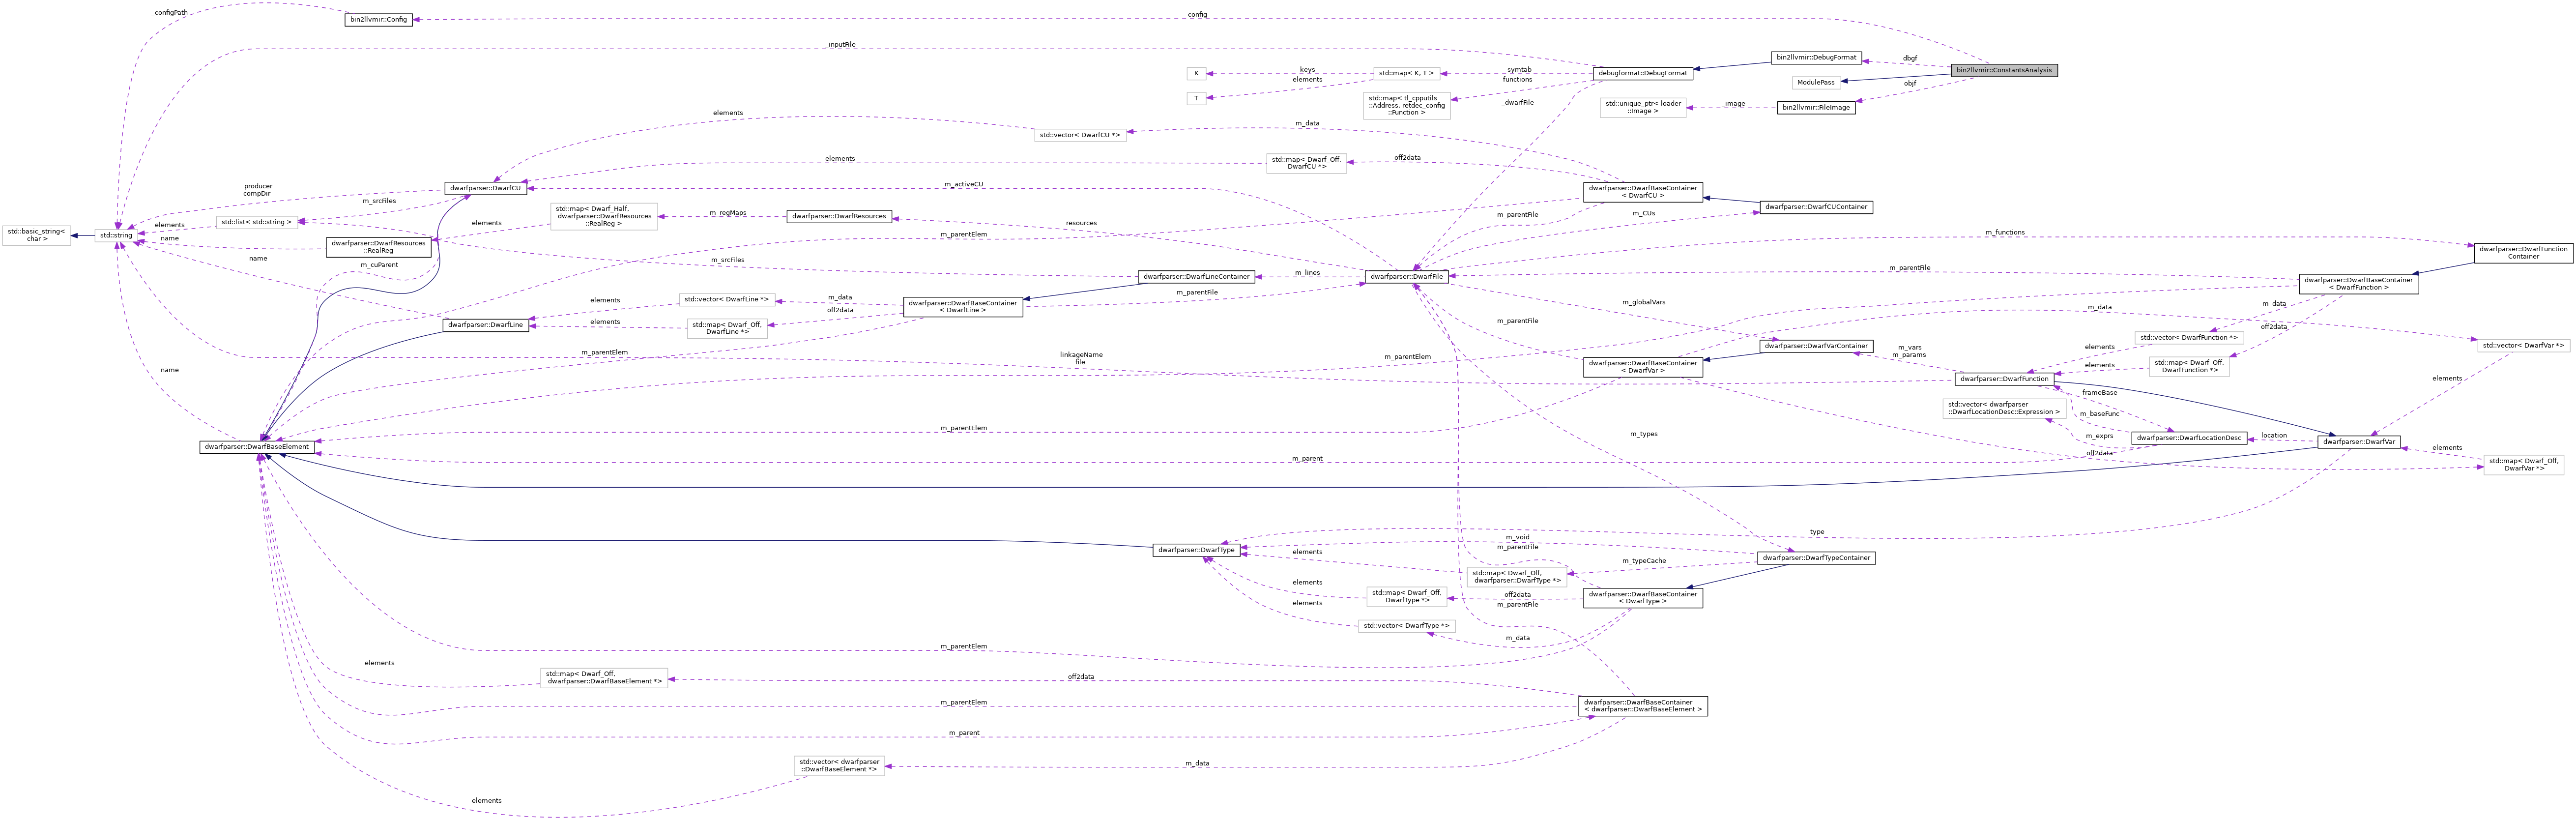 _configPath
bin2llvmir::Config
config
_inputFile
bin2llvmir::DebugFormat
dbgf
bin2llvmir::ConstantsAnalysis
K
keys
elements
std::map< K, T >
_symtab
functions
debugformat::DebugFormat
ModulePass
objf
T
std::map< tl_cpputils
::Address, retdec_config
::Function >
_dwarfFile
std::unique_ptr< loader
::Image >
_image
bin2llvmir::FileImage
elements
std::vector< DwarfCU *>
m_data
elements
std::map< Dwarf_Off,
DwarfCU *>
off2data
producer
compDir
dwarfparser::DwarfCU
m_activeCU
dwarfparser::DwarfBaseContainer
< DwarfCU >
m_srcFiles
dwarfparser::DwarfCUContainer
std::list< std::string >
elements
elements
std::map< Dwarf_Half,
dwarfparser::DwarfResources
::RealReg >
m_regMaps
dwarfparser::DwarfResources
resources
m_parentFile
m_CUs
std::basic_string<
char >
std::string
name
dwarfparser::DwarfResources
::RealReg
m_parentElem
m_functions
dwarfparser::DwarfFunction
Container
name
m_cuParent
m_srcFiles
dwarfparser::DwarfLineContainer
m_lines
dwarfparser::DwarfFile
m_parentFile
dwarfparser::DwarfBaseContainer
< DwarfFunction >
elements
std::vector< DwarfLine *>
m_data
off2data
dwarfparser::DwarfBaseContainer
< DwarfLine >
m_parentFile
m_globalVars
m_data
m_data
dwarfparser::DwarfLine
elements
std::map< Dwarf_Off,
DwarfLine *>
m_parentFile
off2data
std::vector< DwarfFunction *>
std::vector< DwarfVar *>
name
m_parentElem
linkageName
file
m_parentElem
dwarfparser::DwarfBaseContainer
< DwarfVar >
dwarfparser::DwarfVarContainer
m_vars
m_params
elements
elements
std::map< Dwarf_Off,
DwarfFunction *>
dwarfparser::DwarfFunction
elements
frameBase
std::vector< dwarfparser
::DwarfLocationDesc::Expression >
m_baseFunc
m_parentElem
m_types
m_exprs
dwarfparser::DwarfLocationDesc
location
dwarfparser::DwarfVar
dwarfparser::DwarfBaseElement
m_parent
off2data
elements
std::map< Dwarf_Off,
DwarfVar *>
type
m_void
m_parentFile
dwarfparser::DwarfType
elements
m_typeCache
dwarfparser::DwarfTypeContainer
std::map< Dwarf_Off,
dwarfparser::DwarfType *>
elements
std::map< Dwarf_Off,
DwarfType *>
off2data
m_parentFile
dwarfparser::DwarfBaseContainer
< DwarfType >
elements
std::vector< DwarfType *>
m_data
m_parentElem
elements
std::map< Dwarf_Off,
dwarfparser::DwarfBaseElement *>
off2data
m_parentElem
dwarfparser::DwarfBaseContainer
< dwarfparser::DwarfBaseElement >
m_parent
std::vector< dwarfparser
::DwarfBaseElement *>
m_data
elements